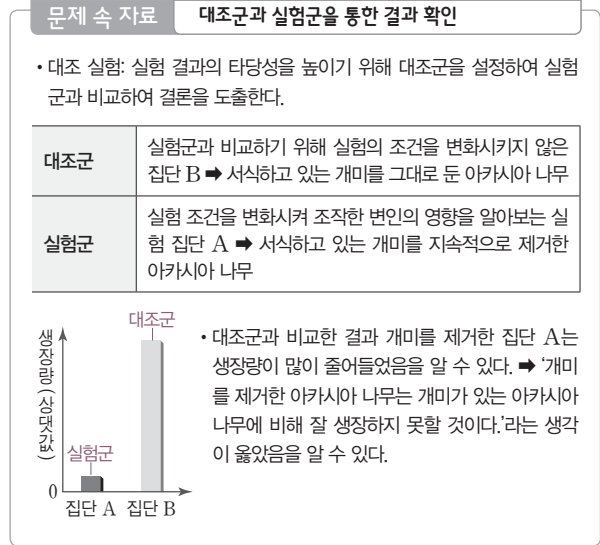 문제 속 자료 대조군과 실험군을 통한 결과 확인
• 대조 실험: 실험 결과의 타당성을 높이기 위해 대조군을 설정하여 실험
군과 비교하여 결론을 도출한다.
대조군
실험군과 비교하기 위해 실험의 조건을 변화시키지 않은
집단 B ➡ 서식하고 있는 개미를 그대로 둔 아카시아 나무
실험군
실험 조건을 변화시켜 조작한 변인의 영향을 알아보는 실
험 집단 A ➡ 서식하고 있는 개미를 지속적으로 제거한
아카시아 나무
생장량(상댓값)
대조군
실험군
0
집단 A 집단 B
• 대조군과 비교한 결과 개미를 제거한 집단 A는
생장량이 많이 줄어들었음을 알 수 있다. ➡ ‘개미
를 제거한 아카시아 나무는 개미가 있는 아카시아
나무에 비해 잘 생장하지 못할 것이다.’라는 생각
이 옳았음을 알 수 있다.